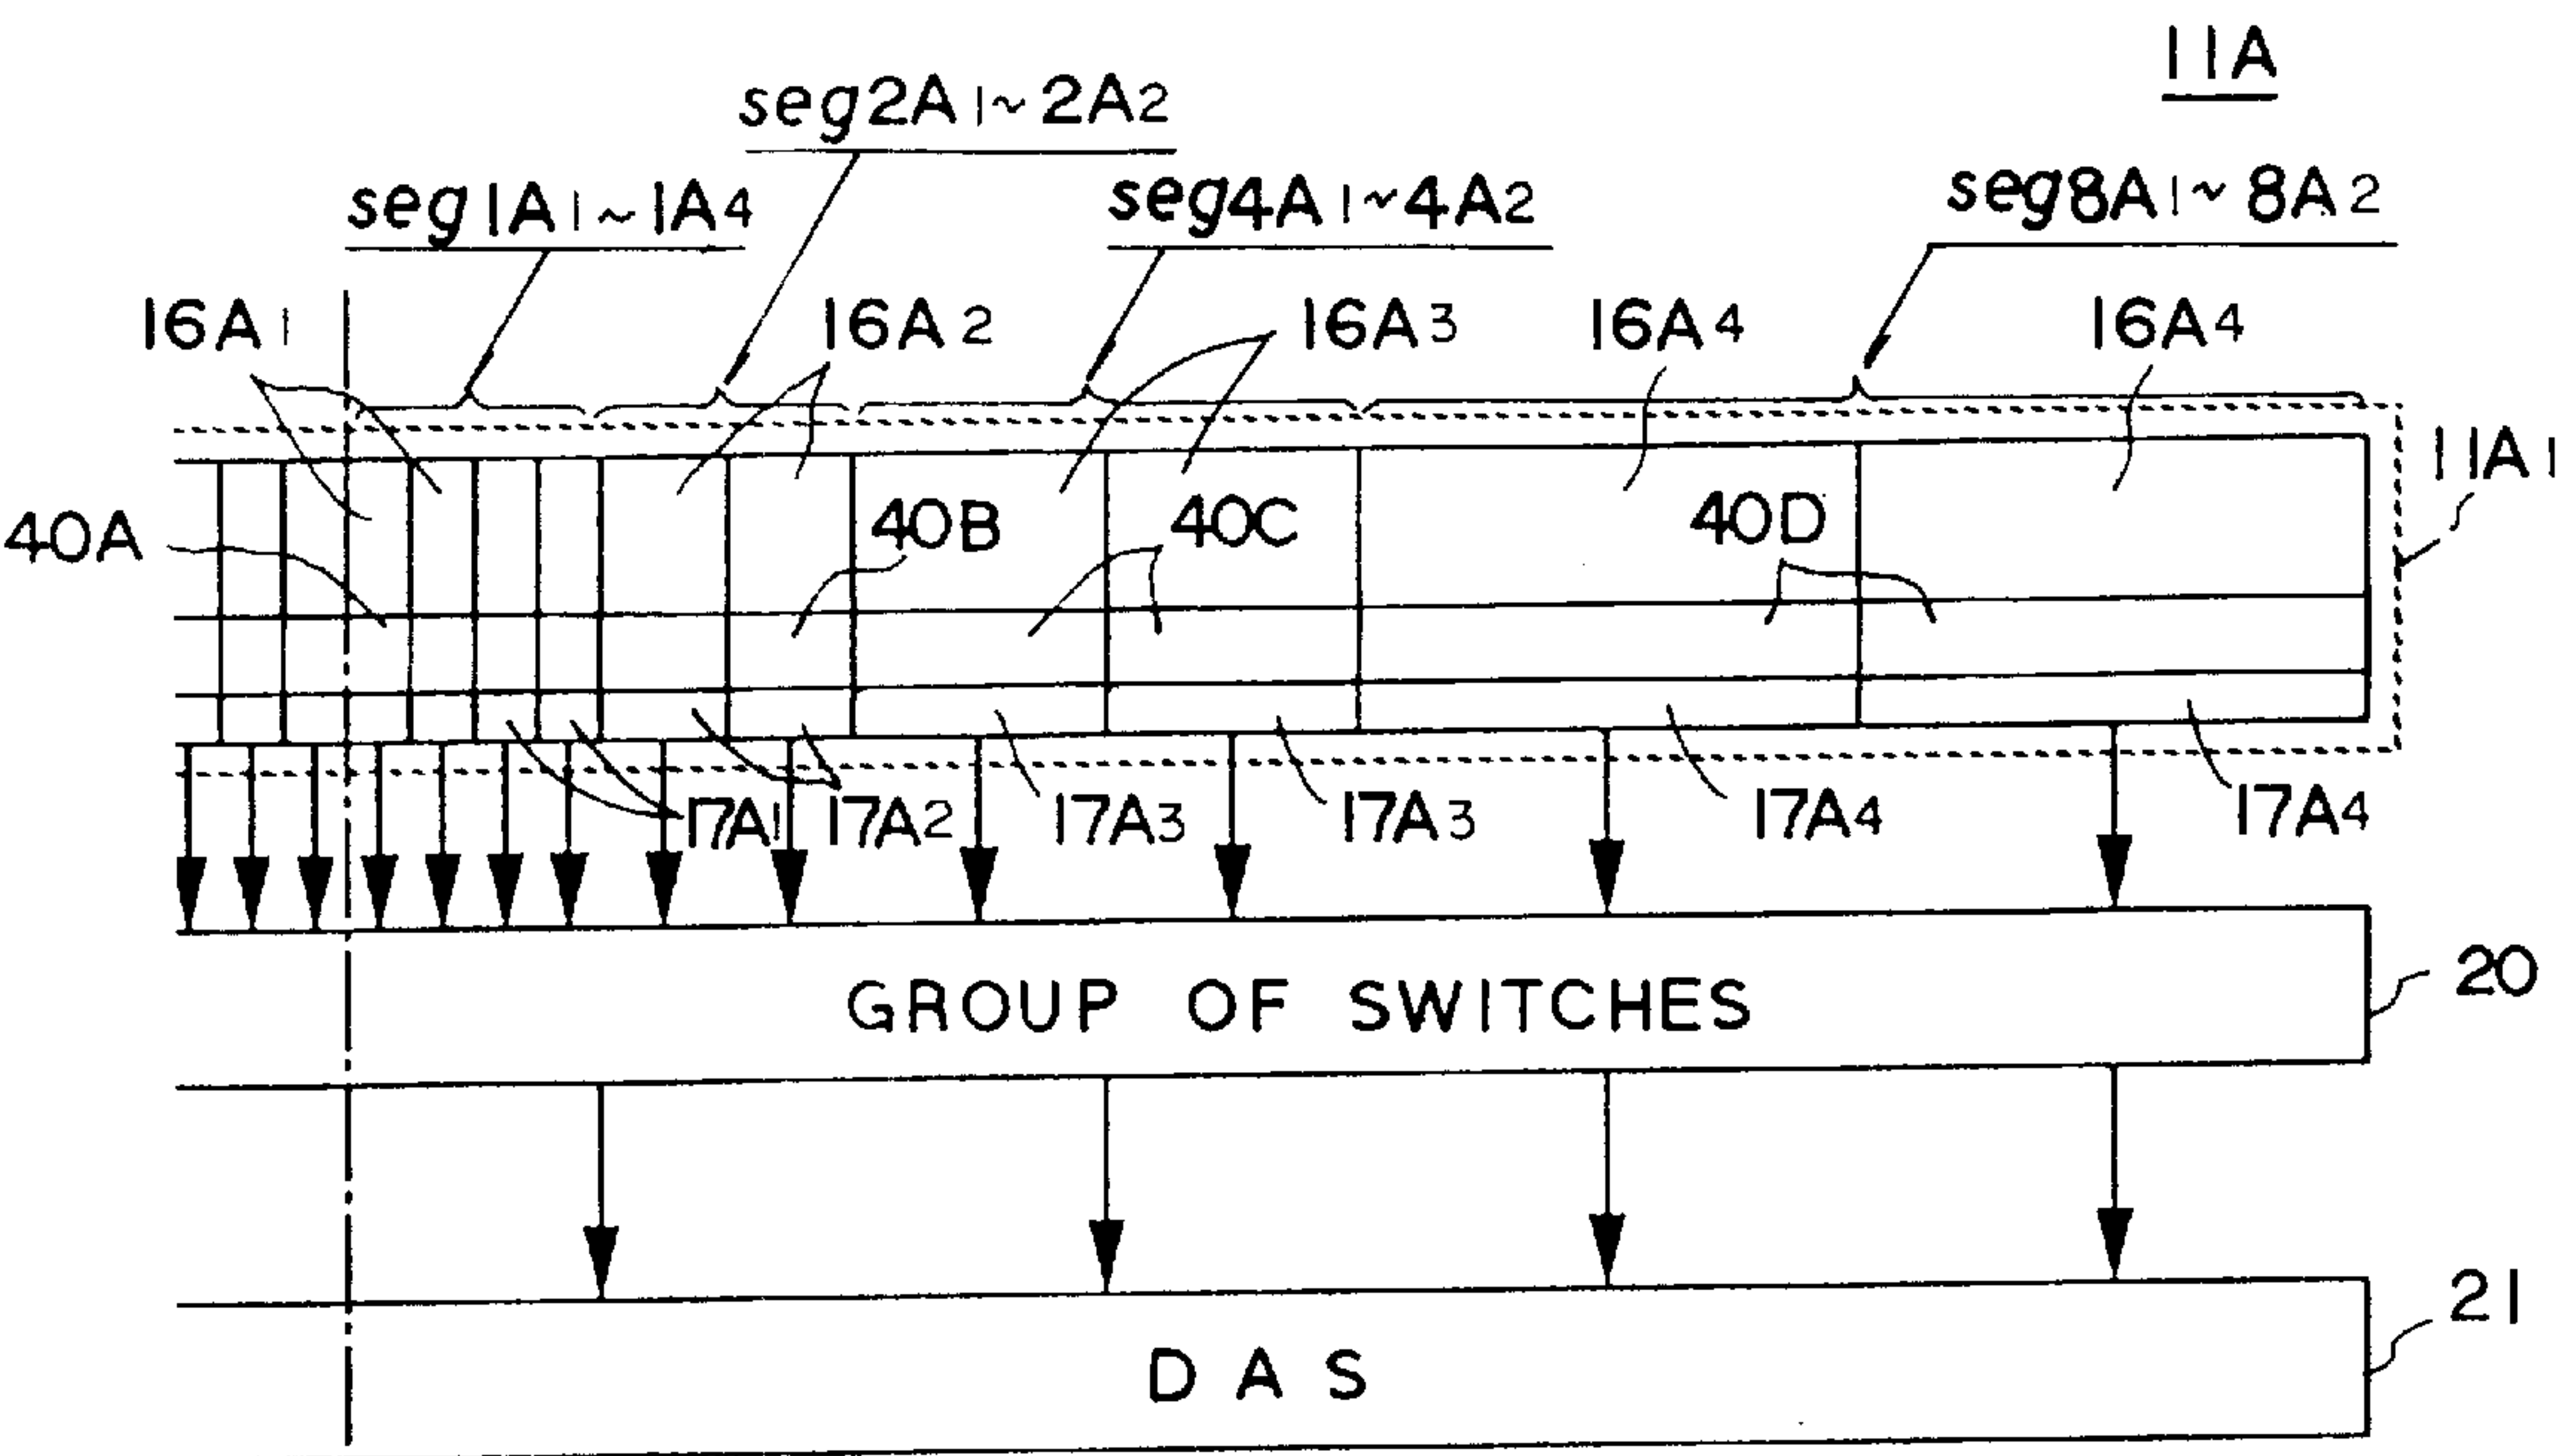 11A
seg2A1~2A2
seg1A1~1A4
seg4A1~4A2
seg8A1~8A2
16A1
16A2
16A3
16A4
16A4
11A1
40A
40B
40C
40D
17A1
17A2
17A3
17A3
17A4
17A4
GROUP OF SWITCHES
20
21
DAS